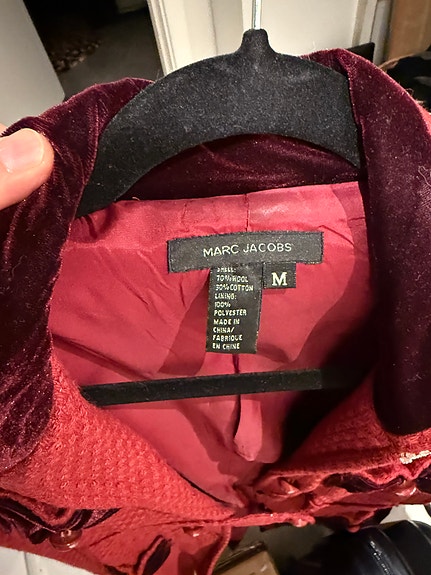 MARC JACOBS
SHELL:
70% WOOL
30% COTTON
LINING:
100%
POLYESTER
MADE IN
CHINA/
FABRIQUE
EN CHINE
M